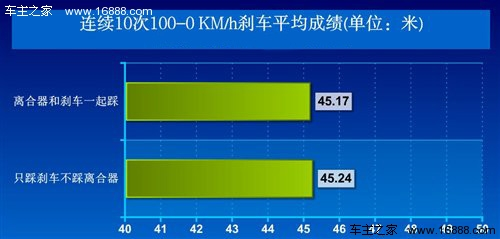 车主之家 www.16888.com
连续10次100-0 KM/h刹车平均成绩(单位：米)
离合器和刹车一起踩
45.17
只踩刹车不踩离合器
45.24
40 41 42 43 44 45 46 47 48 49 50
车主之家 www.16888.com